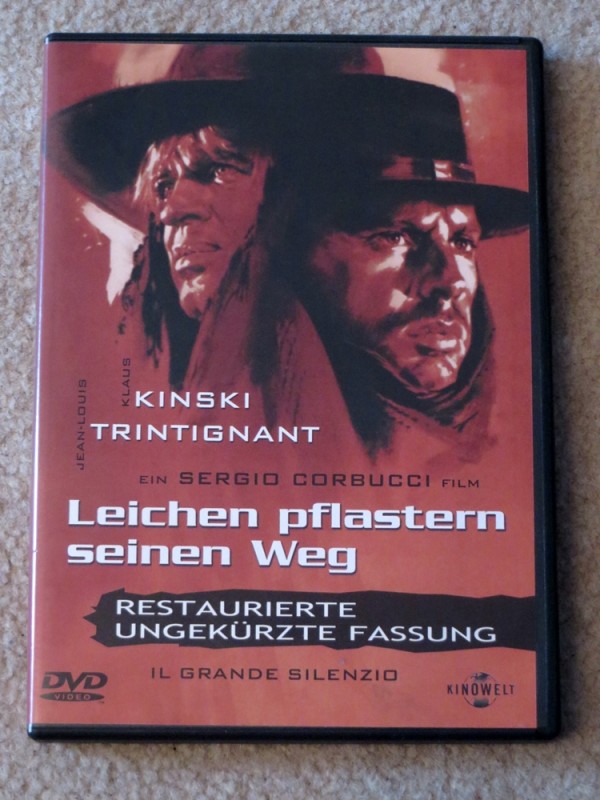 KLAUS
KINSKI
JEAN-LOUIS
TRINTIGNANT
EIN SERGIO CORBUCCI FILM
Leichen pflastern
seinen Weg
RESTAURIERTE
UNGEKÜRZTE FASSUNG
IL GRANDE SILENZIO
DVD
VIDEO
KINOWELT